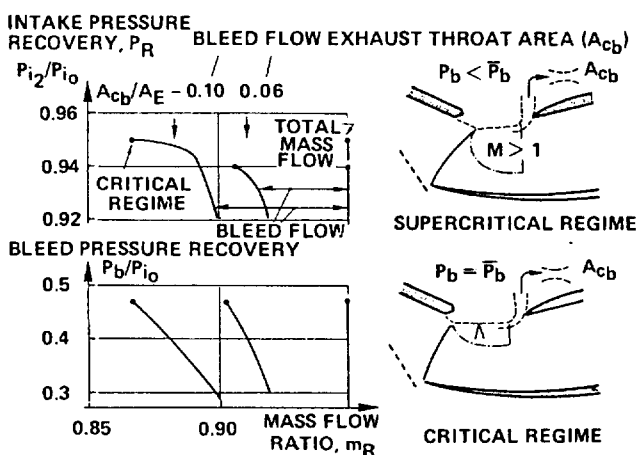 INTAKE PRESSURE
RECOVERY, PR
BLEED FLOW EXHAUST THROAT AREA (Acb)
Pi2/Pio
Acb/AE - 0.10 0.06
0.96
0.94
0.92
TOTAL
MASS
FLOW
CRITICAL
REGIME
BLEED FLOW
Pb < P̅b
Acb
M > 1
SUPERCRITICAL REGIME
BLEED PRESSURE RECOVERY
Pb/Pio
0.5
0.4
0.3
0.85
0.90
MASS FLOW
RATIO, mR
Pb = P̅b
Acb
CRITICAL REGIME